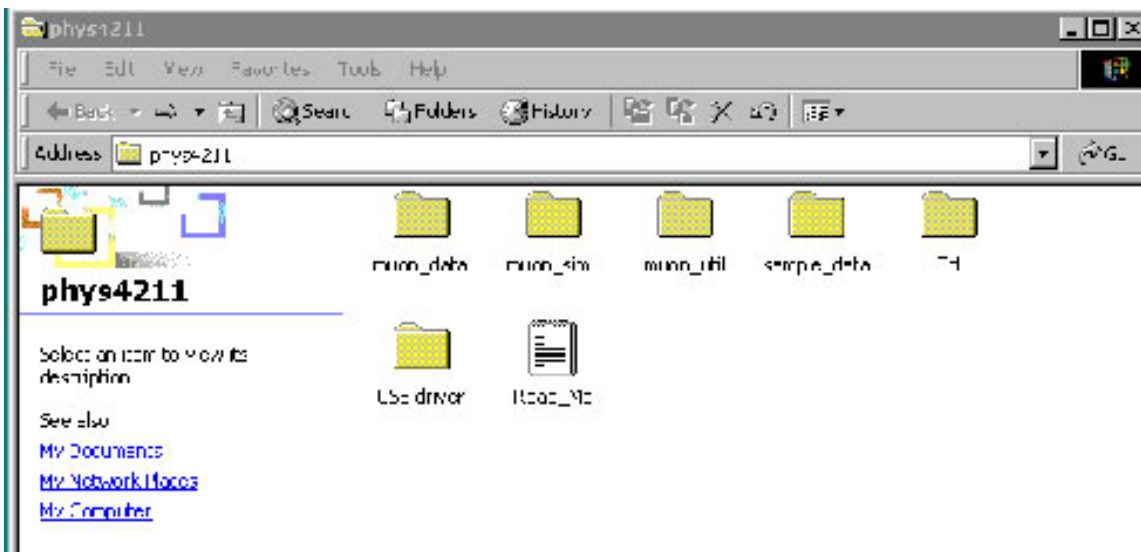 phys4211
File Edit View Favorites Tools Help
Back Search Folders History
Address phys4211
muon_data muon_sim muon_util sample_data
phys4211
USB driver Read_Me
Select an item to view its
description
See also
My Documents
My Network Places
My Computer